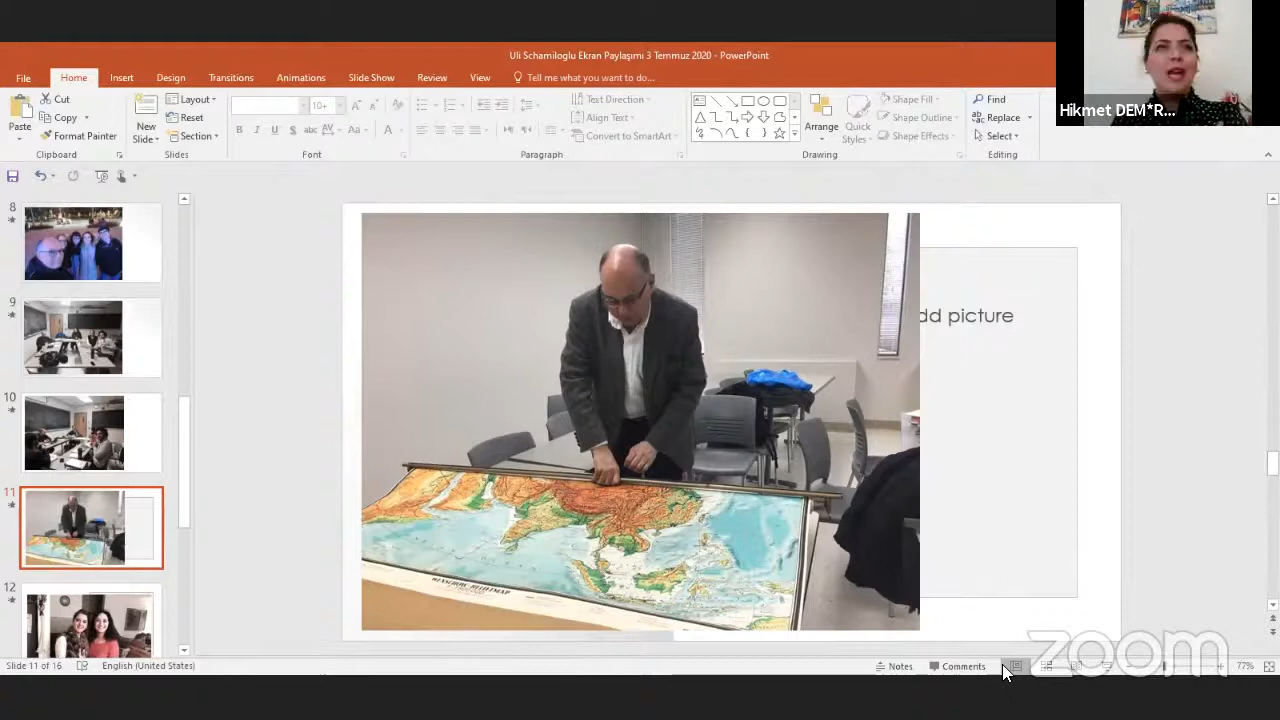 Uli Schamiloglu Ekran Paylaşımı 3 Temmuz 2020 - PowerPoint
File Home Insert Design Transitions Animations Slide Show Review View Tell me what you want to do...
Paste
Cut
Copy
Format Painter
Clipboard
New Slide
Layout
Reset
Section
Slides
10+
B I U S abc AV Aa A
Font
Text Direction
Align Text
Convert to SmartArt
Paragraph
Arrange
Quick Styles
Shape Fill
Shape Outline
Shape Effects
Drawing
Find
Replace
Select
Editing
Hikmet DEM*R...
8
9
10
11
12
dd picture
Slide 11 of 16 English (United States)
Notes Comments
77%
zoom